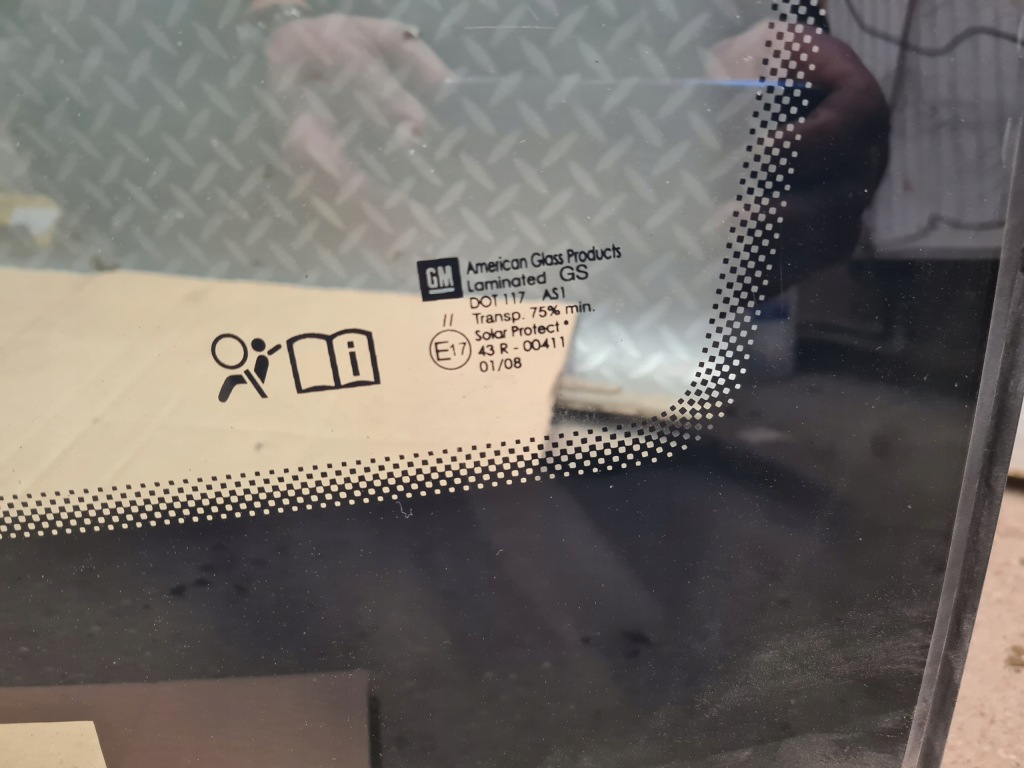 GM
American Glass Products
Laminated GS
DOT 117 AS1
Transp. 75% min.
//
Solar Protect
E17
43 R - 00411
01/08
i